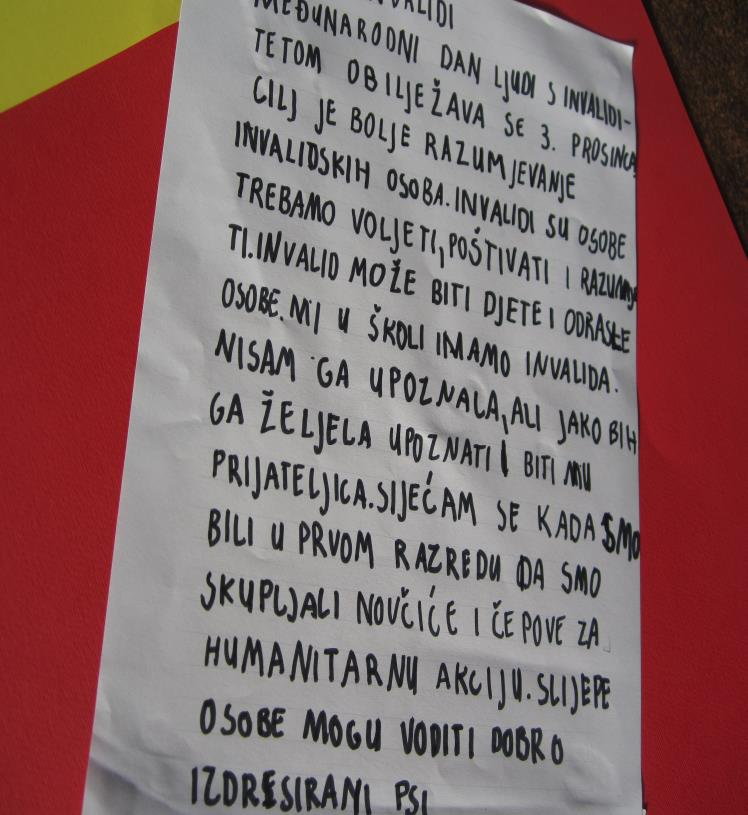 INVALIDI
MEĐUNARODNI DAN LJUDI S INVALIDI-
TETOM OBILJEŽAVA SE 3. PROSINCA
CILJ JE BOLJE RAZUMJEVANJE
INVALIDSKIH OSOBA. INVALIDI SU OSOBE
TREBAMO VOLJETI, POŠTIVATI I RAZUMJE
TI. INVALID MOŽE BITI DJETE I ODRASLE
OSOBE. MI U ŠKOLI IMAMO INVALIDA.
NISAM GA UPOZNALA, ALI JAKO BIH
GA ŽELJELA UPOZNATI I BITI MU
PRIJATELJICA. SIJEĆAM SE KADA SMO
BILI U PRVOM RAZREDU DA SMO
SKUPLJALI NOVČIĆE I ČEPOVE ZA
HUMANITARNU AKCIJU. SLIJEPE
OSOBE MOGU VODITI DOBRO
IZDRESIRANI PSI